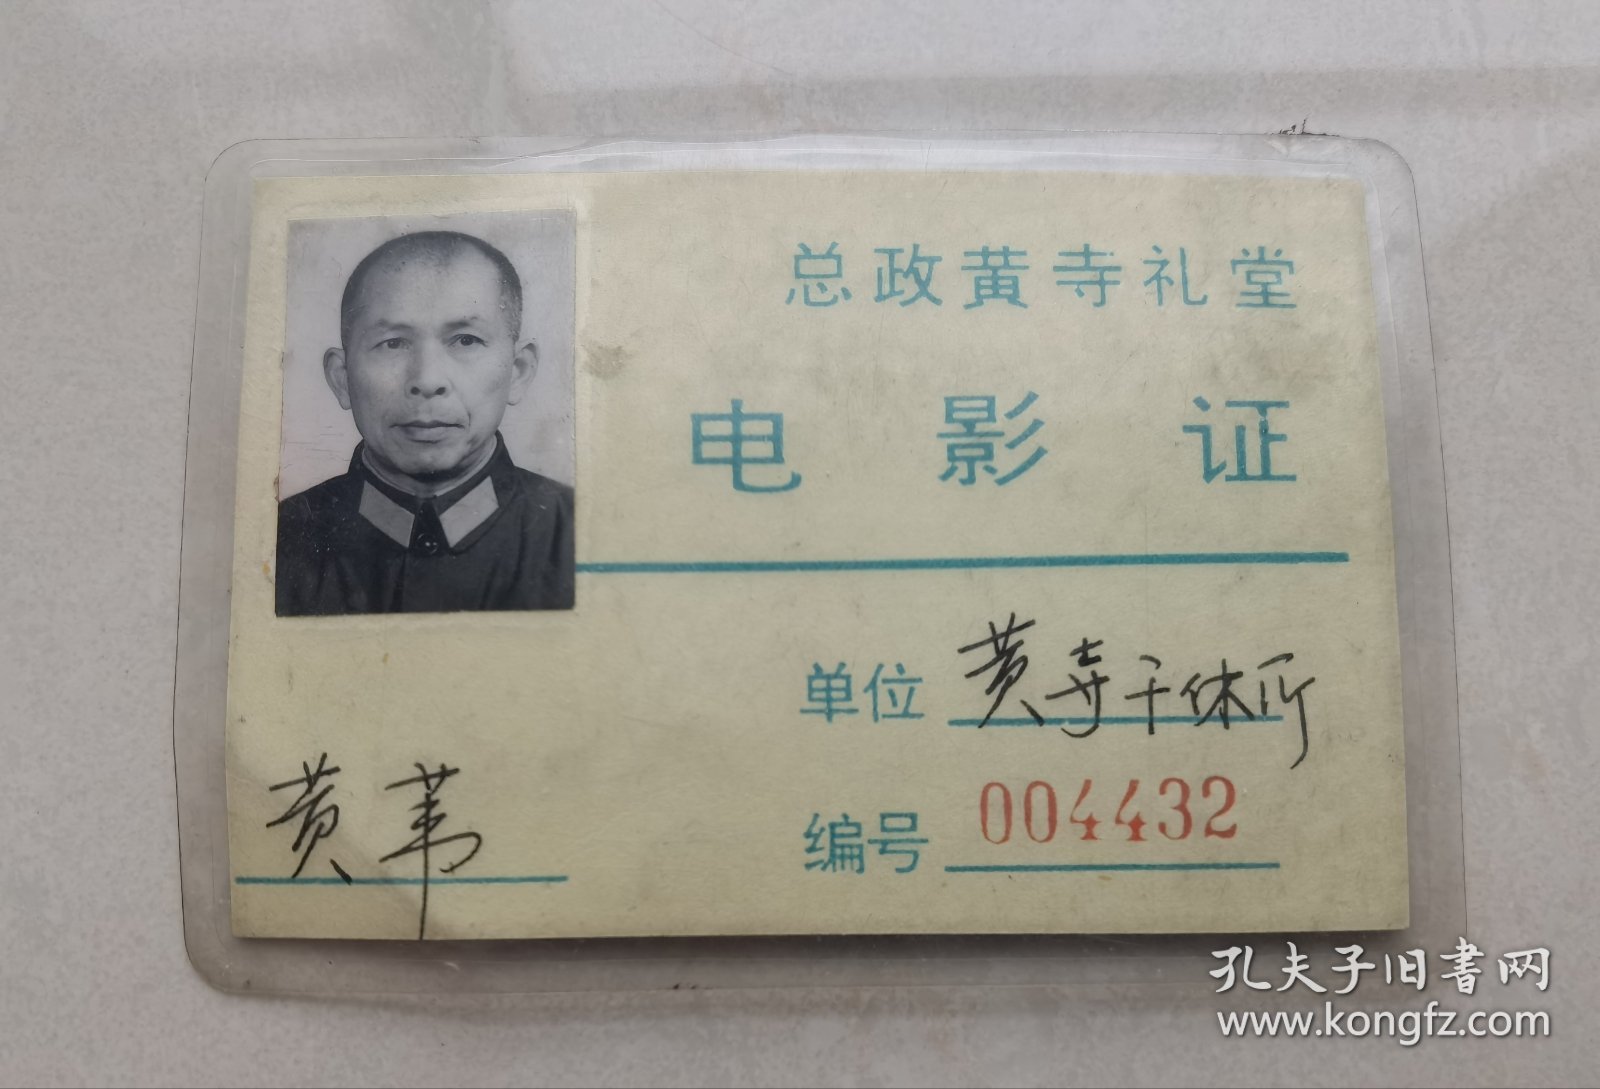 总政黄寺礼堂
电影证
单位 黄寺干休所
编号 004432
黄苇
孔夫子旧书网
www.kongfz.com